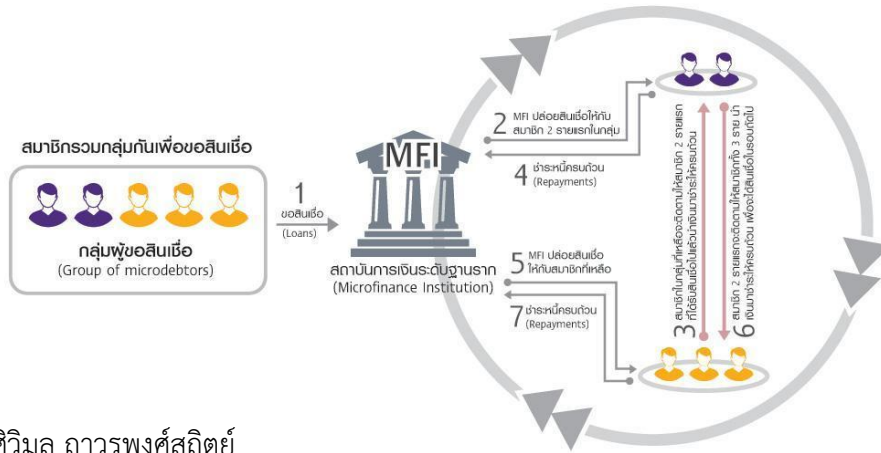 สมาชิกรวมกลุ่มกันเพื่อขอสินเชื่อ
กลุ่มผู้ขอสินเชื่อ
(Group of microdebtors)
1
ขอสินเชื่อ
(Loans)
MFI
สถาบันการเงินระดับฐานราก
(Microfinance Institution)
2 MFI ปล่อยสินเชื่อให้กับ
สมาชิก 2 รายแรกในกลุ่ม
4 ชำระหนี้ครบถ้วน
(Repayments)
3 สมาชิกในกลุ่มที่เหลือจะติดตามให้สมาชิก 2 รายแรก
ที่ได้รับสินเชื่อไปแล้วนำเงินมาชำระให้ครบถ้วน
6 สมาชิก 2 รายแรกจะติดตามให้สมาชิกทั้ง 3 ราย นำ
เงินมาชำระให้ครบถ้วน เพื่อจะได้สินเชื่อในรอบถัดไป
5 MFI ปล่อยสินเชื่อ
ให้กับสมาชิกที่เหลือ
7 ชำระหนี้ครบถ้วน
(Repayments)
ถาวรพงศ์สถิตย์